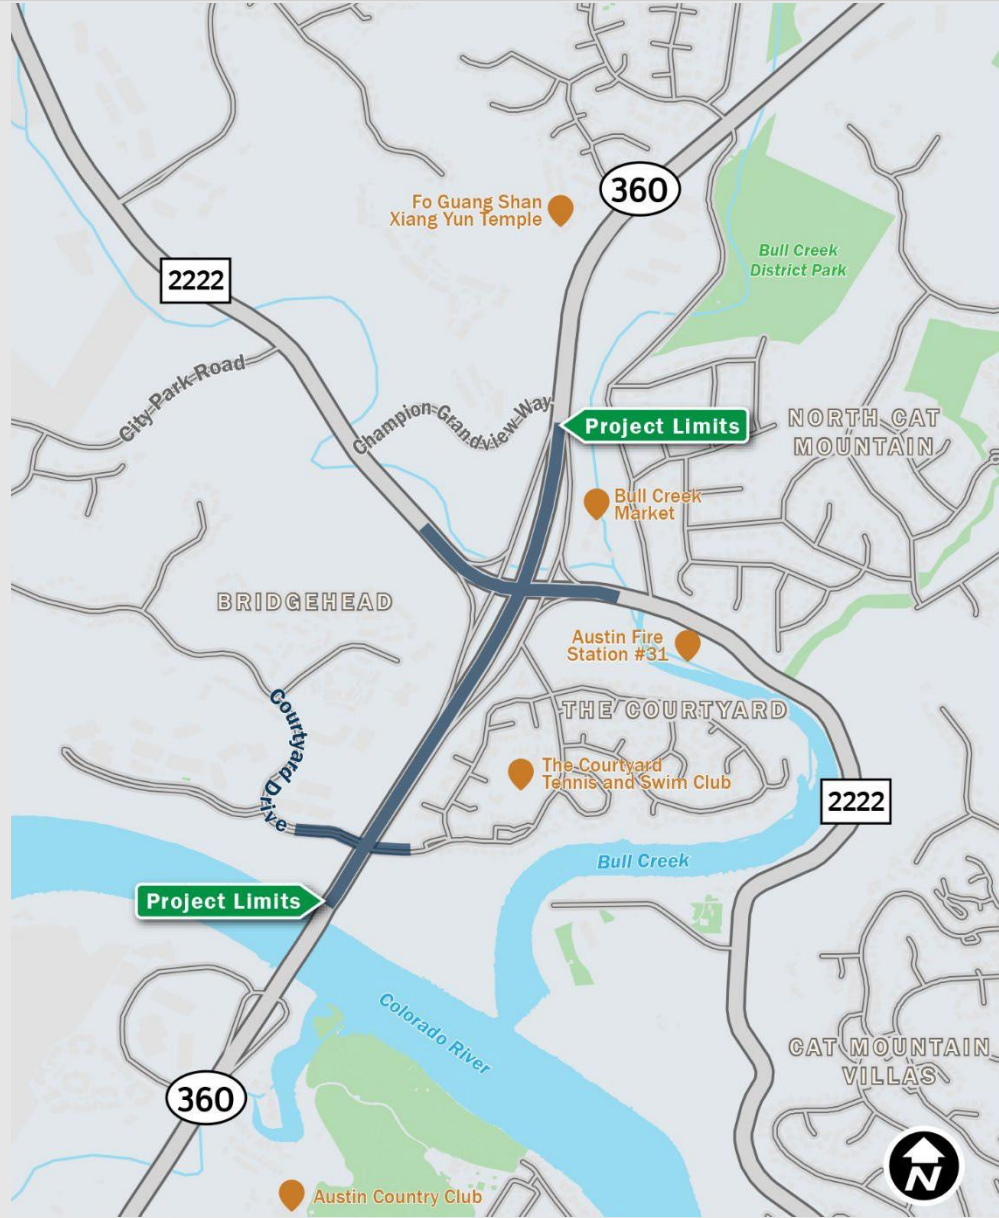 360
Fo Guang Shan
Xiang Yun Temple
Bull Creek
District Park
2222
City Park Road
Champion Grandview Way
Project Limits
NORTH CAT
MOUNTAIN
Bull Creek
Market
BRIDGEHEAD
Austin Fire
Station #31
Courtyard Drive
THE COURTYARD
The Courtyard
Tennis and Swim Club
2222
Bull Creek
Project Limits
Colorado River
CAT MOUNTAIN
VILLAS
360
N
Austin Country Club